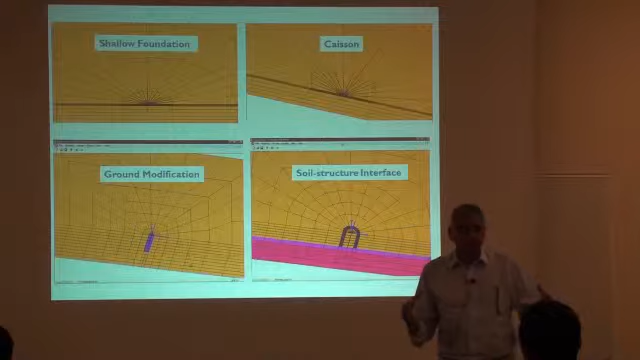 Shallow Foundation
Caisson
Ground Modification
Soil-structure Interface